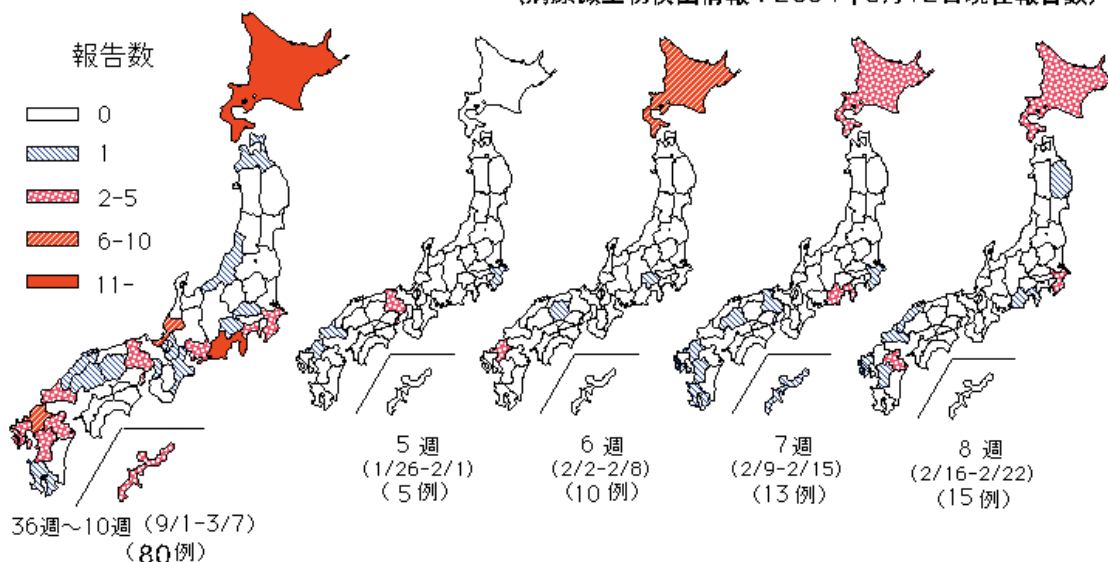 報告数
0
1
2-5
6-10
11-
36週～10週 (9/1-3/7)
(80例)
5 週
(1/26-2/1)
(5 例)
6 週
(2/2-2/8)
(10 例)
7 週
(2/9-2/15)
(13 例)
8 週
(2/16-2/22)
(15 例)